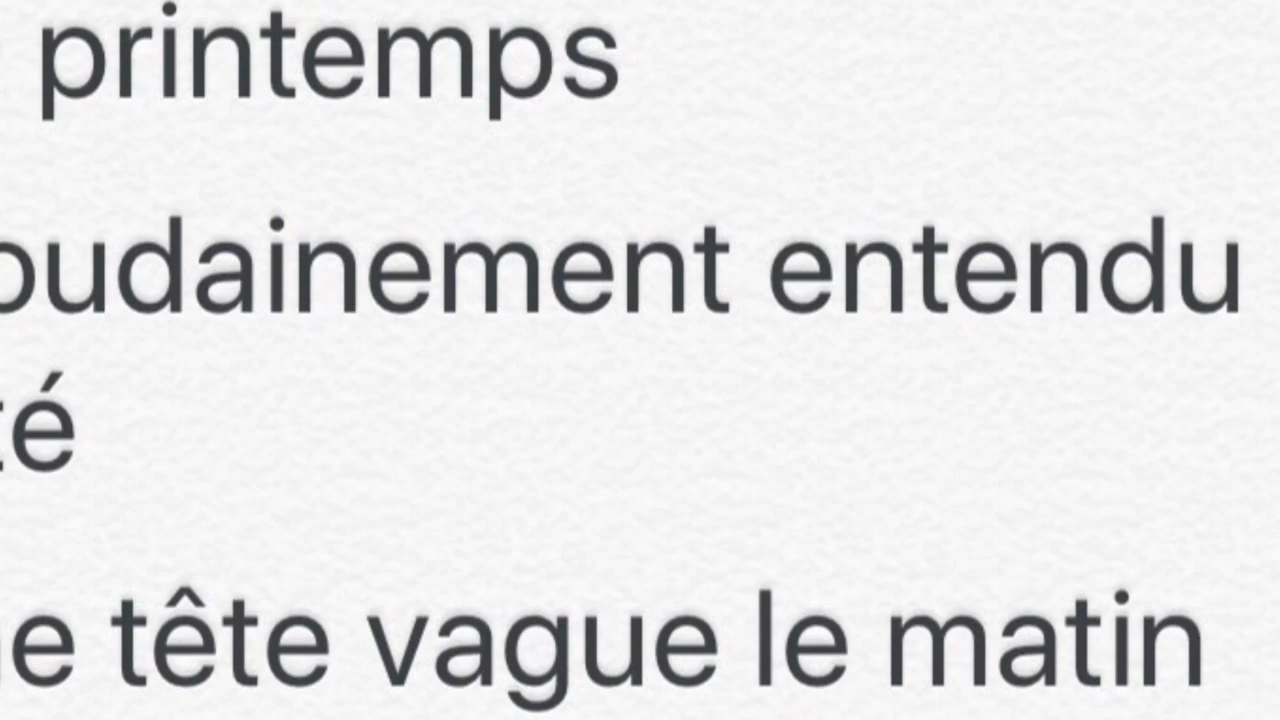 printemps
oudainement entendu
té
e tête vague le matin